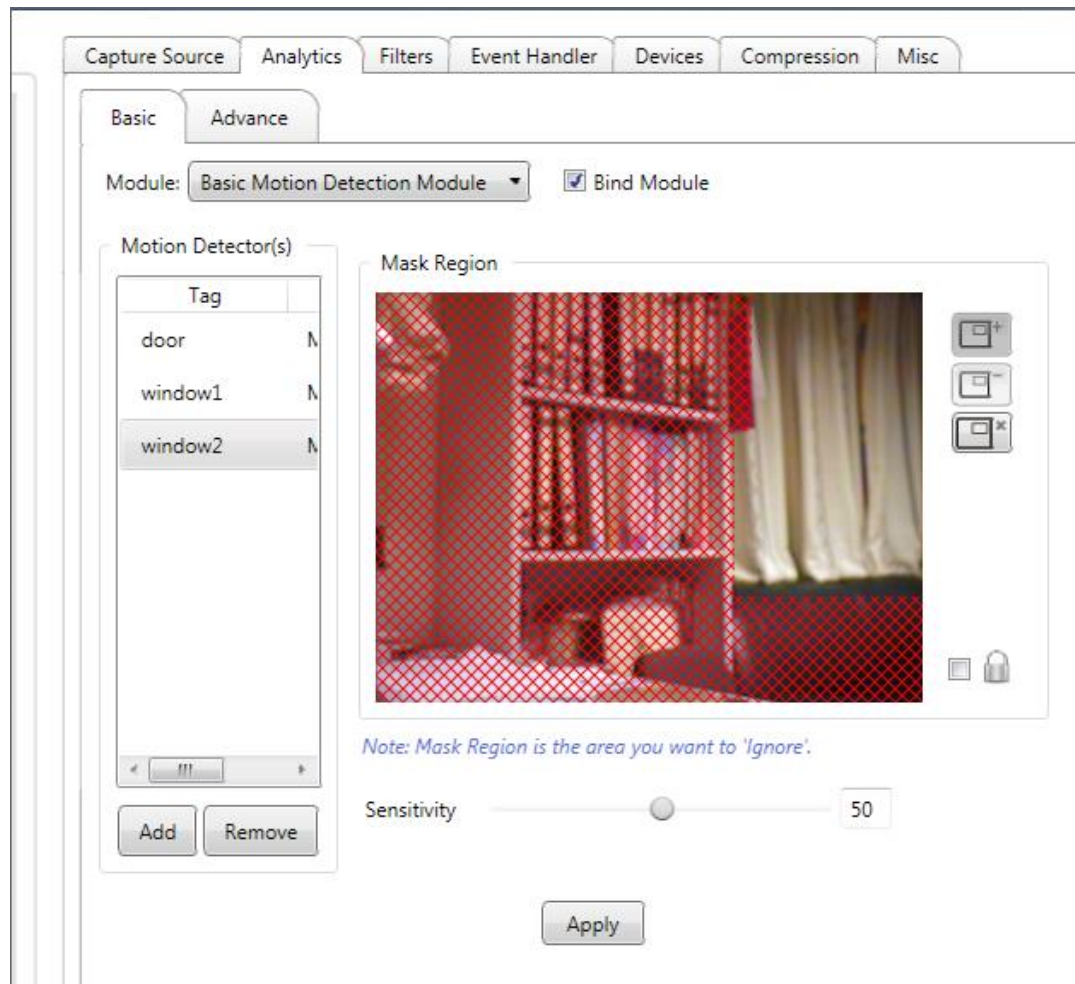 Capture Source Analytics Filters Event Handler Devices Compression Misc
Basic Advance
Module: Basic Motion Detection Module Bind Module
Motion Detector(s)
Mask Region
Tag
door M
window1 M
window2 M
Note: Mask Region is the area you want to 'Ignore'.
Sensitivity 50
Add Remove
Apply